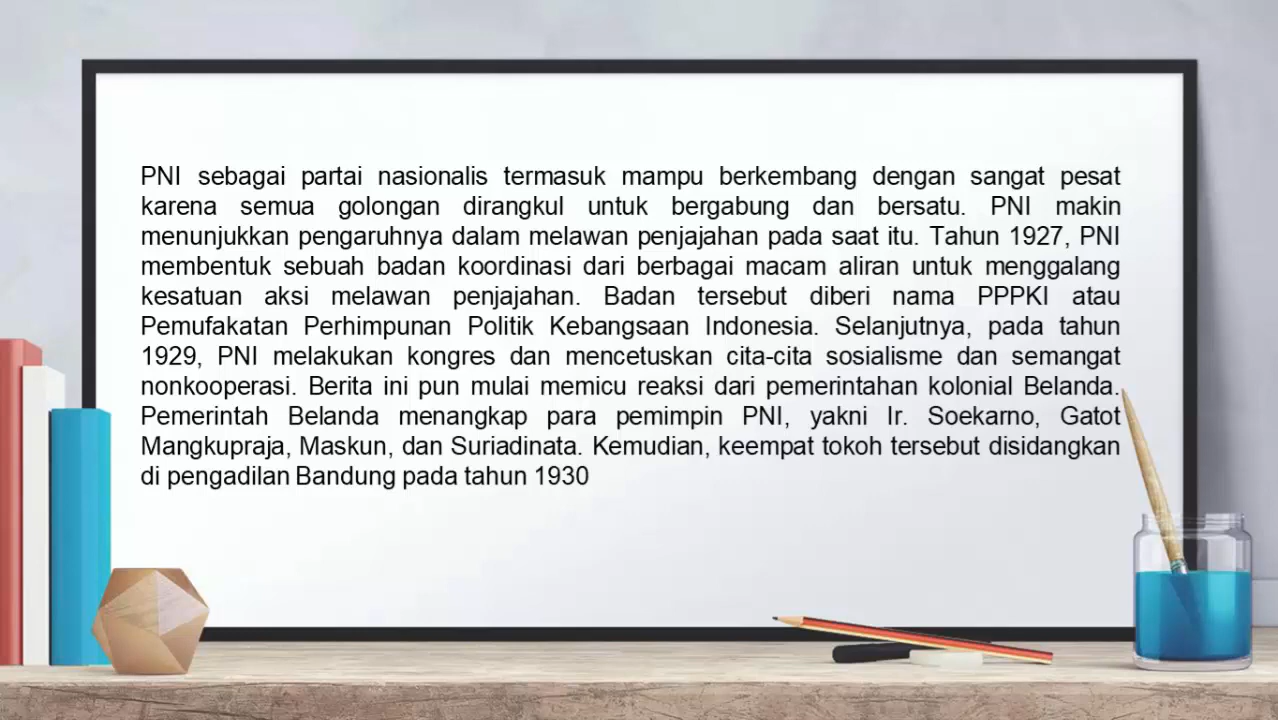 PNI sebagai partai nasionalis termasuk mampu berkembang dengan sangat pesat
karena semua golongan dirangkul untuk bergabung dan bersatu. PNI makin
menunjukkan pengaruhnya dalam melawan penjajahan pada saat itu. Tahun 1927, PNI
membentuk sebuah badan koordinasi dari berbagai macam aliran untuk menggalang
kesatuan aksi melawan penjajahan. Badan tersebut diberi nama PPPKI atau
Pemufakatan Perhimpunan Politik Kebangsaan Indonesia. Selanjutnya, pada tahun
1929, PNI melakukan kongres dan mencetuskan cita-cita sosialisme dan semangat
nonkooperasi. Berita ini pun mulai memicu reaksi dari pemerintahan kolonial Belanda.
Pemerintah Belanda menangkap para pemimpin PNI, yakni Ir. Soekarno, Gatot
Mangkupraja, Maskun, dan Suriadinata. Kemudian, keempat tokoh tersebut disidangkan
di pengadilan Bandung pada tahun 1930